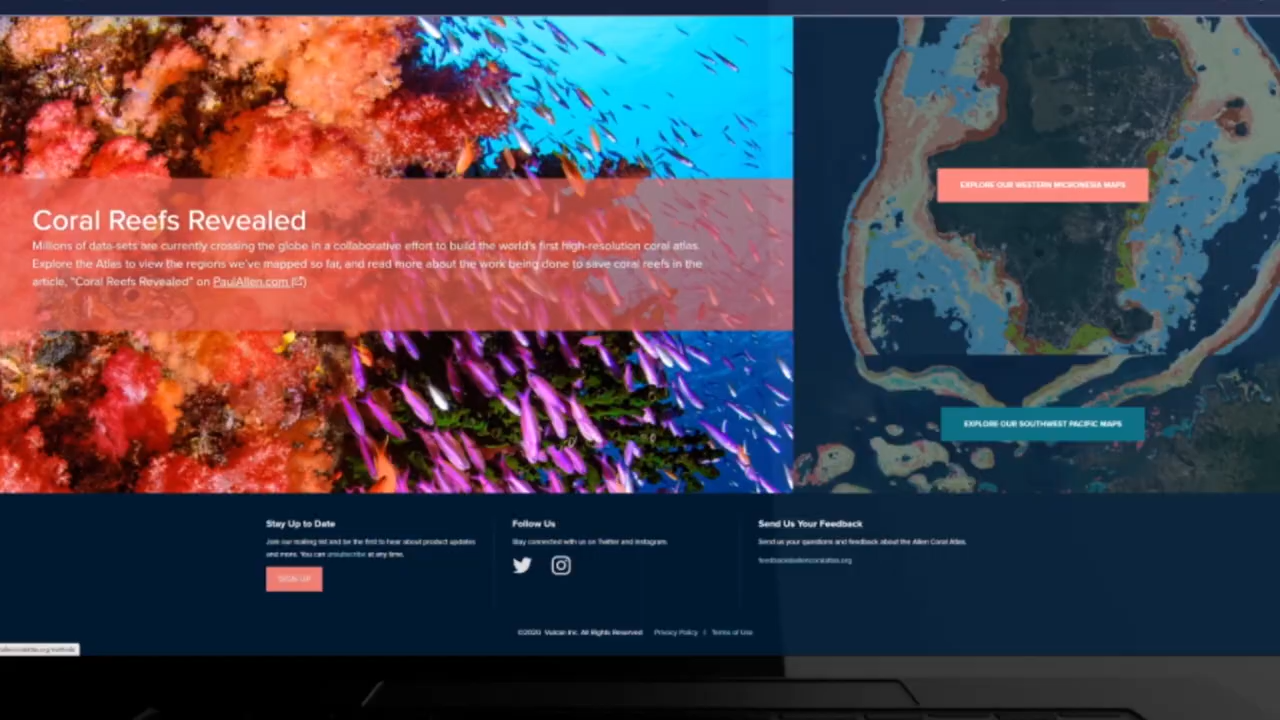 Coral Reefs Revealed
Millions of data-sets are currently crossing the globe in a collaborative effort to build the world's first high-resolution coral atlas.
Explore the Atlas to view the regions we've mapped so far, and read more about the work being done to save coral reefs in the
article, "Coral Reefs Revealed" on PaulAllen.com
EXPLORE OUR WESTERN MICRONESIA MAPS
EXPLORE OUR SOUTHWEST PACIFIC MAPS
Stay Up to Date
Join our mailing list and be the first to hear about product updates
and more. You can unsubscribe at any time.
SIGN UP
Follow Us
Stay connected with us on Twitter and Instagram.
Send Us Your Feedback
Send us your questions and feedback about the Allen Coral Atlas.
feedback@allencoralatlas.org
©2020 Vulcan Inc. All Rights Reserved Privacy Policy | Terms of Use